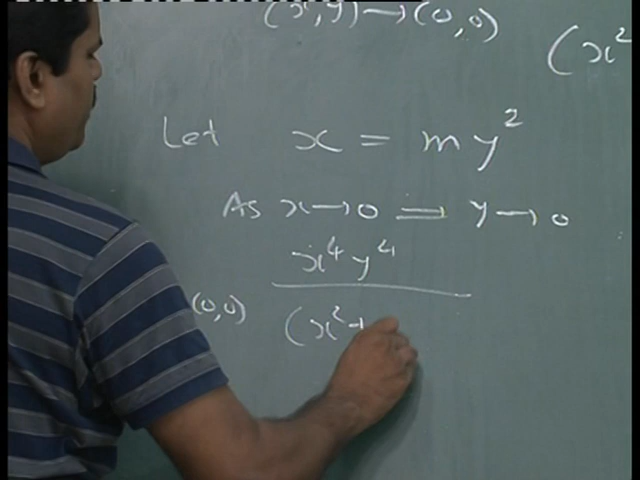 (x,y)→(0,0)
(x²
Let x = my²
As x→0 ⟹ y→0
x⁴y⁴
(0,0) (x²+